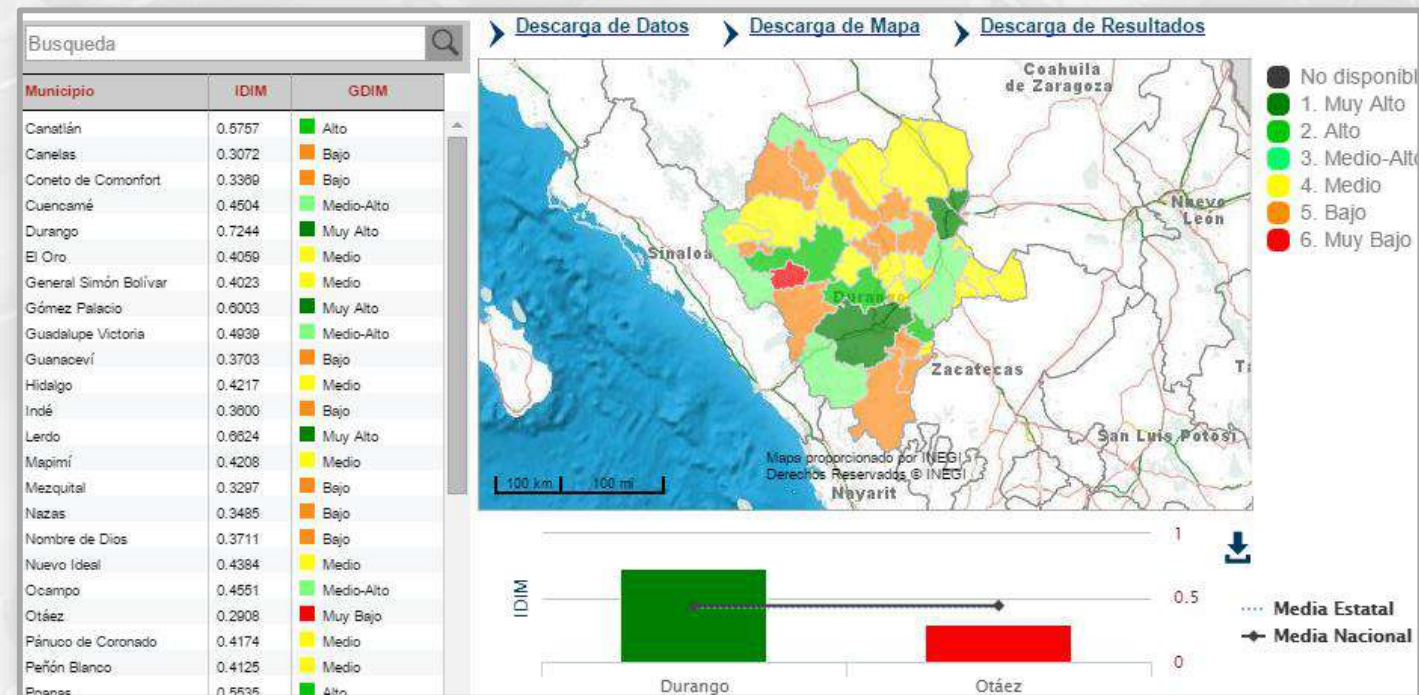 Busqueda
Descarga de Datos
Descarga de Mapa
Descarga de Resultados
Municipio IDIM GDIM
Canatlán 0.5757 Alto
Canelas 0.3072 Bajo
Coneto de Comonfort 0.3369 Bajo
Cuencamé 0.4504 Medio-Alto
Durango 0.7244 Muy Alto
El Oro 0.4059 Medio
General Simón Bolívar 0.4023 Medio
Gómez Palacio 0.6003 Muy Alto
Guadalupe Victoria 0.4939 Medio-Alto
Guanaceví 0.3703 Bajo
Hidalgo 0.4217 Medio
Indé 0.3600 Bajo
Lerdo 0.6624 Muy Alto
Mapimí 0.4208 Medio
Mezquital 0.3297 Bajo
Nazas 0.3485 Bajo
Nombre de Dios 0.3711 Bajo
Nuevo Ideal 0.4384 Medio
Ocampo 0.4551 Medio-Alto
Otáez 0.2908 Muy Bajo
Pánuco de Coronado 0.4174 Medio
Peñón Blanco 0.4125 Medio
Poanas 0.5535 Alto
Coahuila
de Zaragoza
Nuevo
León
Sinaloa
Durango
Zacatecas
San Luis Potosí
Nayarit
Mapa proporcionado por INEGI
Derechos Reservados © INEGI
100 km 100 mi
No disponibl
1. Muy Alto
2. Alto
3. Medio-Alto
4. Medio
5. Bajo
6. Muy Bajo
IDIM
1
0.5
0
Durango
Otáez
Media Estatal
Media Nacional